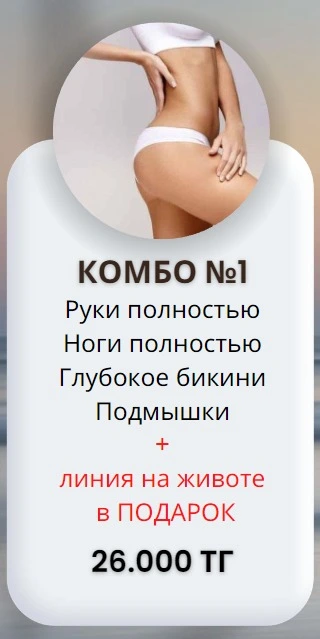 КОМБО №1
Руки полностью
Ноги полностью
Глубокое бикини
Подмышки
+
линия на животе
в ПОДАРОК
26.000 ТГ